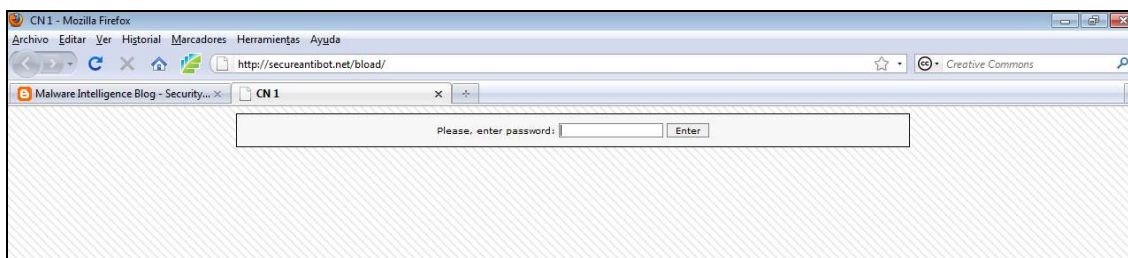 CN 1 - Mozilla Firefox
Archivo Editar Ver Historial Marcadores Herramientas Ayuda
http://secureantibot.net/bload/
Creative Commons
Malware Intelligence Blog - Security...
CN 1
Please, enter password:
Enter